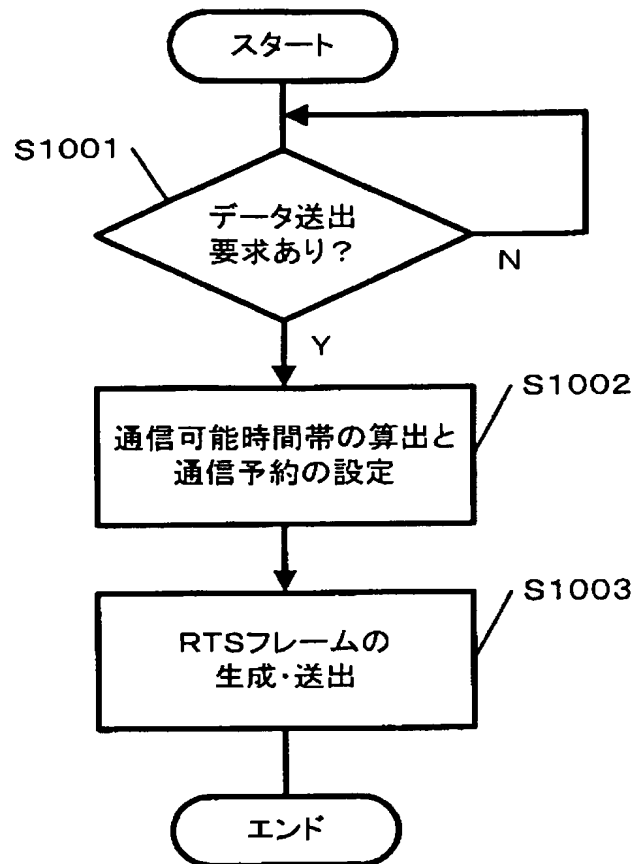 スタート
S1001
データ送出
要求あり?
N
Y
S1002
通信可能時間帯の算出と
通信予約の設定
S1003
RTSフレームの
生成・送出
エンド